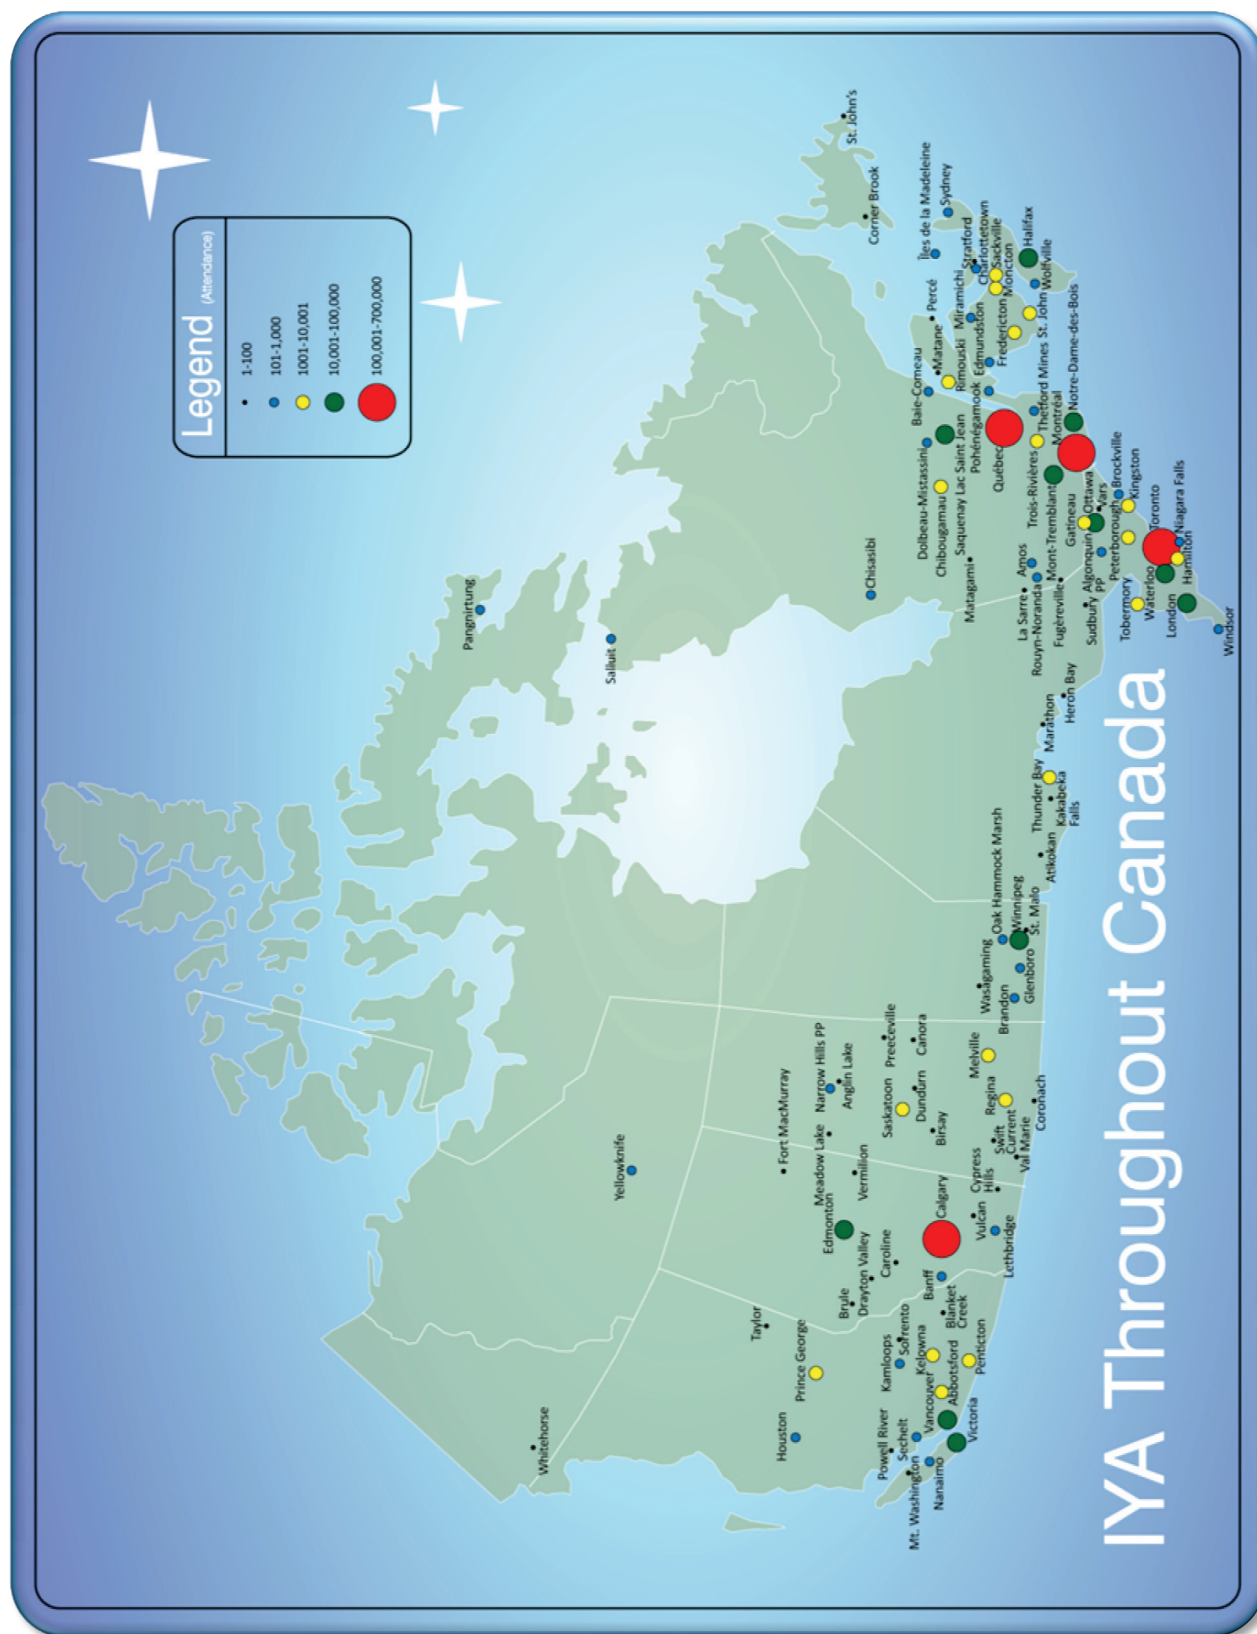 Legend (Attendance)
1-100
101-1,000
1001-10,001
10,001-100,000
100,001-700,000
Pangnirtung
Salluit
Whitehorse
Yellowknife
St. John's
Corner Brook
Îles de la Madeleine
Sydney
Stratford
Charlottetown
Sackville
Moncton
Halifax
Wolfville
Percé
Miramichi
Matane
Rimouski
Edmundston
Fredericton
St. John
Baie-Comeau
Pohénégamook
Thetford Mines
Notre-Dame-des-Bois
Dolbeau-Mistassini
Saquenay Lac Saint Jean
Chibougamau
Québec
Trois-Rivières
Montréal
Mont-Tremblant
Chisasibi
Matagami
Amos
La Sarre
Rouyn-Noranda
Fugèreville
Gatineau
Ottawa
Vars
Brockville
Kingston
Algonquin
PP
Peterborough
Sudbury
Toronto
Niagara Falls
Hamilton
Tobermory
Waterloo
London
Windsor
Heron Bay
Marathon
Thunder Bay
Kakabeka
Falls
Atikokan
Oak Hammock Marsh
Winnipeg
St. Malo
Wasagaming
Glenboro
Brandon
Narrow Hills PP
Anglin Lake
Preeceville
Canora
Melville
Fort MacMurray
Meadow Lake
Saskatoon
Dundurn
Birsay
Regina
Coronach
Swift
Current
Val Marie
Cypress
Hills
Edmonton
Vermilion
Calgary
Vulcan
Lethbridge
Brule
Drayton Valley
Caroline
Banff
Blanket
Creek
Taylor
Prince George
Houston
Kamloops
Sorrento
Kelowna
Penticton
Powell River
Sechelt
Vancouver
Abbotsford
Mt. Washington
Nanaimo
Victoria
IYA Throughout Canada